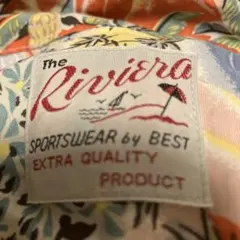 The
Riviera
SPORTSWEAR by BEST
EXTRA QUALITY
PRODUCT